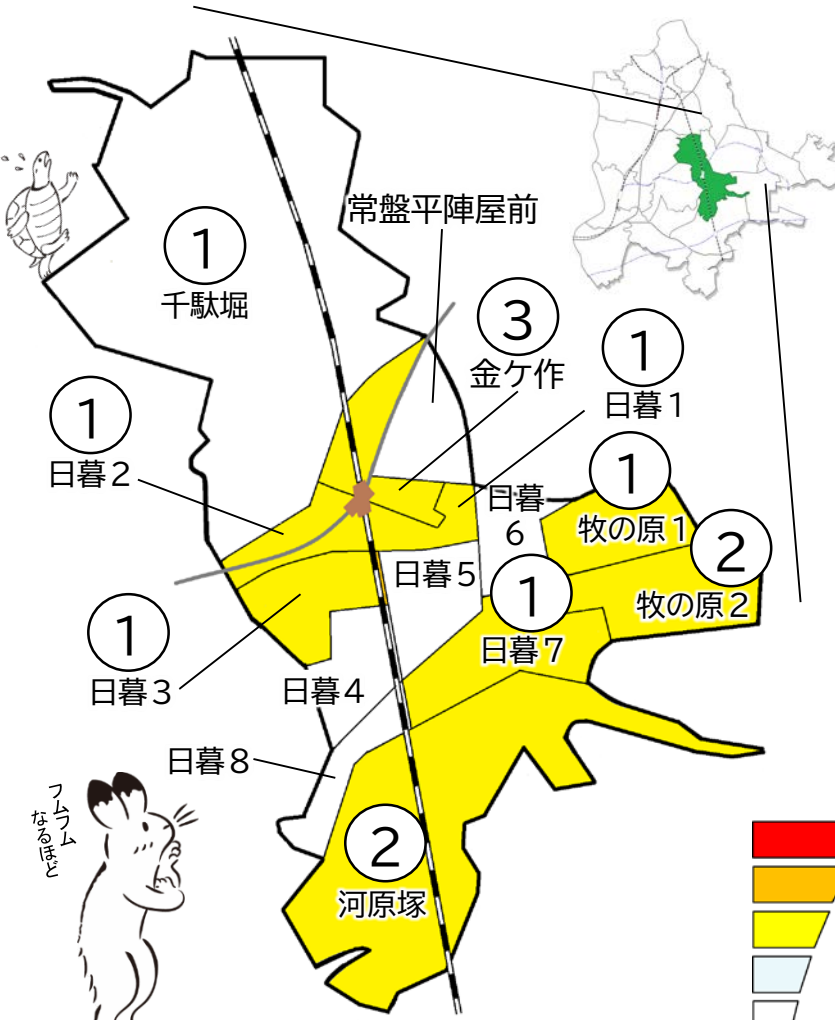 常盤平陣屋前
1
千駄堀
3
金ケ作
1
日暮1
1
日暮2
1
牧の原1
日暮
6
2
牧の原2
日暮5
1
日暮7
1
日暮3
日暮4
日暮8
フムフム
なるほど
2
河原塚